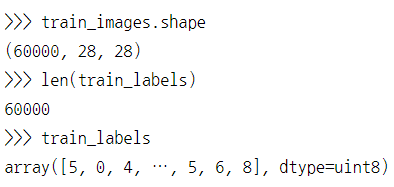 >>> train_images.shape
(60000, 28, 28)
>>> len(train_labels)
60000
>>> train_labels
array([5, 0, 4, …, 5, 6, 8], dtype=uint8)